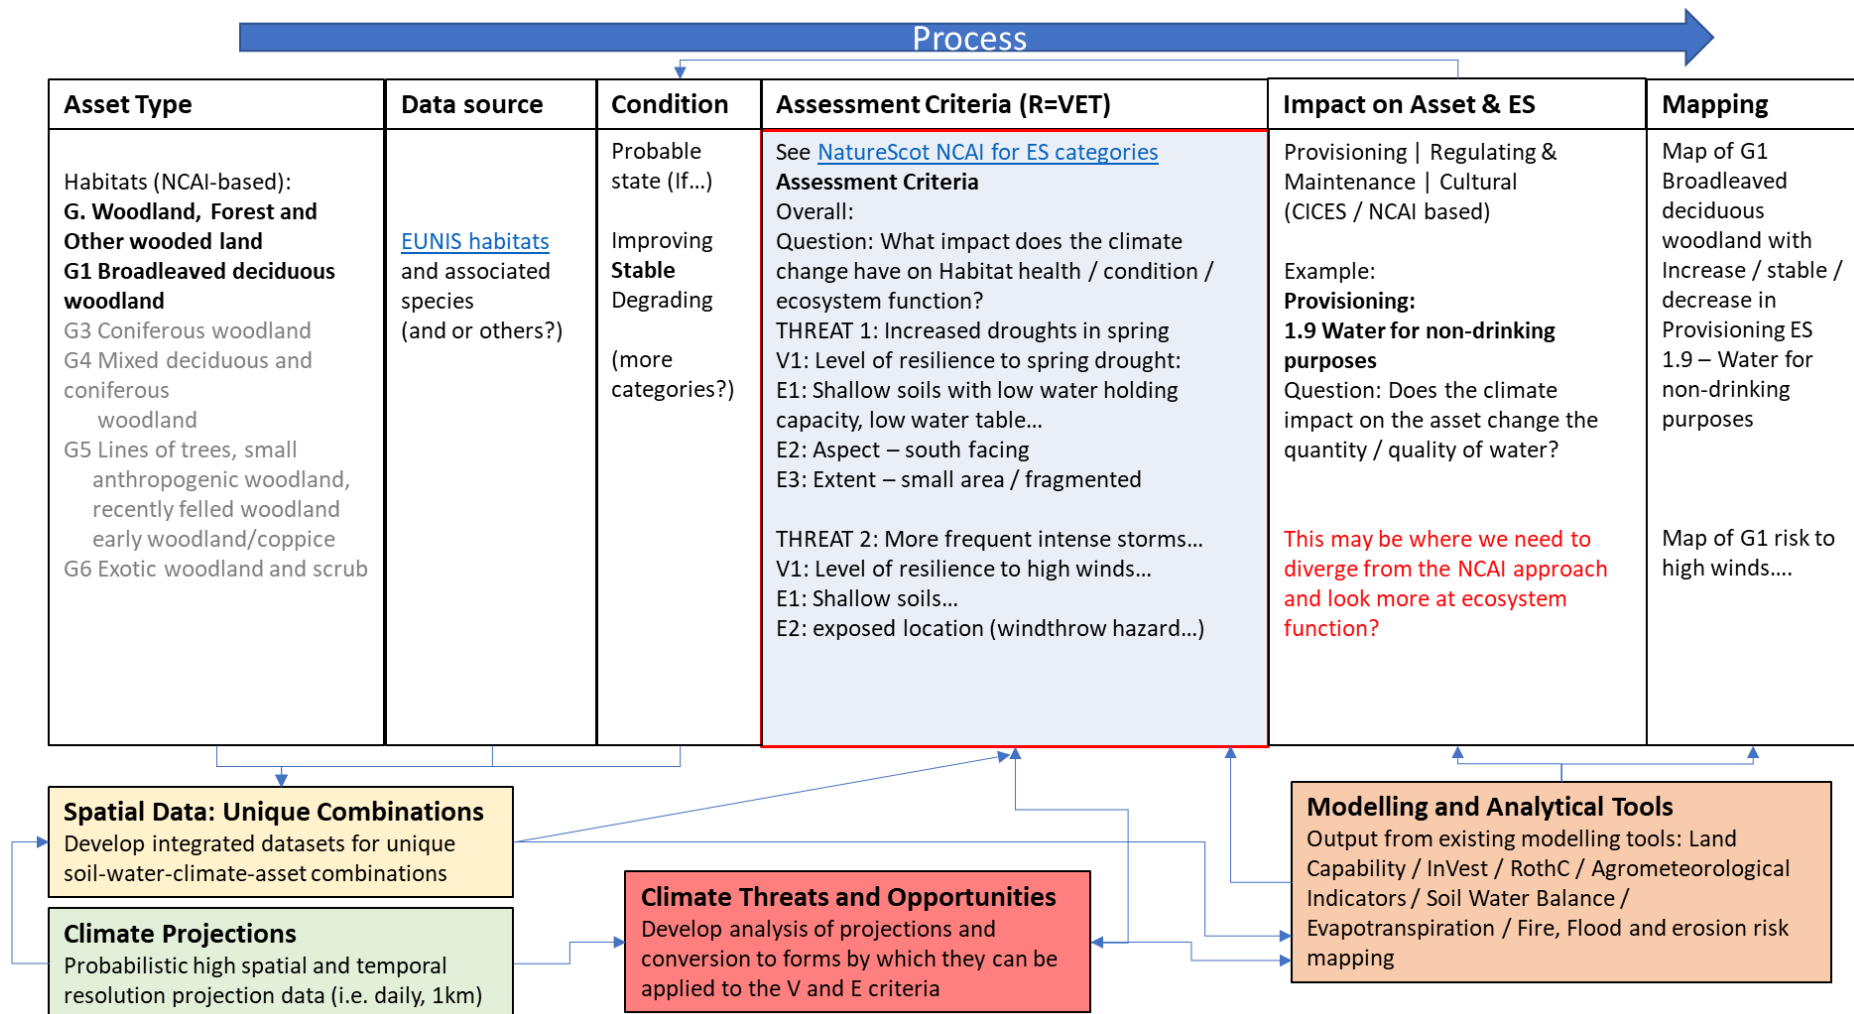 Process
Asset Type
Habitats (NCAI-based):
G. Woodland, Forest and
Other wooded land
G1 Broadleaved deciduous
woodland
G3 Coniferous woodland
G4 Mixed deciduous and
coniferous
woodland
G5 Lines of trees, small
anthropogenic woodland,
recently felled woodland
early woodland/coppice
G6 Exotic woodland and scrub
Data source
EUNIS habitats
and associated
species
(and or others?)
Condition
Probable
state (If...)
Improving
Stable
Degrading
(more
categories?)
Assessment Criteria (R=VET)
See NatureScot NCAI for ES categories
Assessment Criteria
Overall:
Question: What impact does the climate
change have on Habitat health / condition /
ecosystem function?
THREAT 1: Increased droughts in spring
V1: Level of resilience to spring drought:
E1: Shallow soils with low water holding
capacity, low water table...
E2: Aspect – south facing
E3: Extent – small area / fragmented
THREAT 2: More frequent intense storms...
V1: Level of resilience to high winds...
E1: Shallow soils...
E2: exposed location (windthrow hazard...)
Impact on Asset & ES
Provisioning | Regulating &
Maintenance | Cultural
(CICES / NCAI based)
Example:
Provisioning:
1.9 Water for non-drinking
purposes
Question: Does the climate
impact on the asset change the
quantity / quality of water?
This may be where we need to
diverge from the NCAI approach
and look more at ecosystem
function?
Mapping
Map of G1
Broadleaved
deciduous
woodland with
Increase / stable /
decrease in
Provisioning ES
1.9 – Water for
non-drinking
purposes
Map of G1 risk to
high winds....
Spatial Data: Unique Combinations
Develop integrated datasets for unique
soil-water-climate-asset combinations
Climate Projections
Probabilistic high spatial and temporal
resolution projection data (i.e. daily, 1km)
Climate Threats and Opportunities
Develop analysis of projections and
conversion to forms by which they can be
applied to the V and E criteria
Modelling and Analytical Tools
Output from existing modelling tools: Land
Capability / InVest / RothC / Agrometeorological
Indicators / Soil Water Balance /
Evapotranspiration / Fire, Flood and erosion risk
mapping